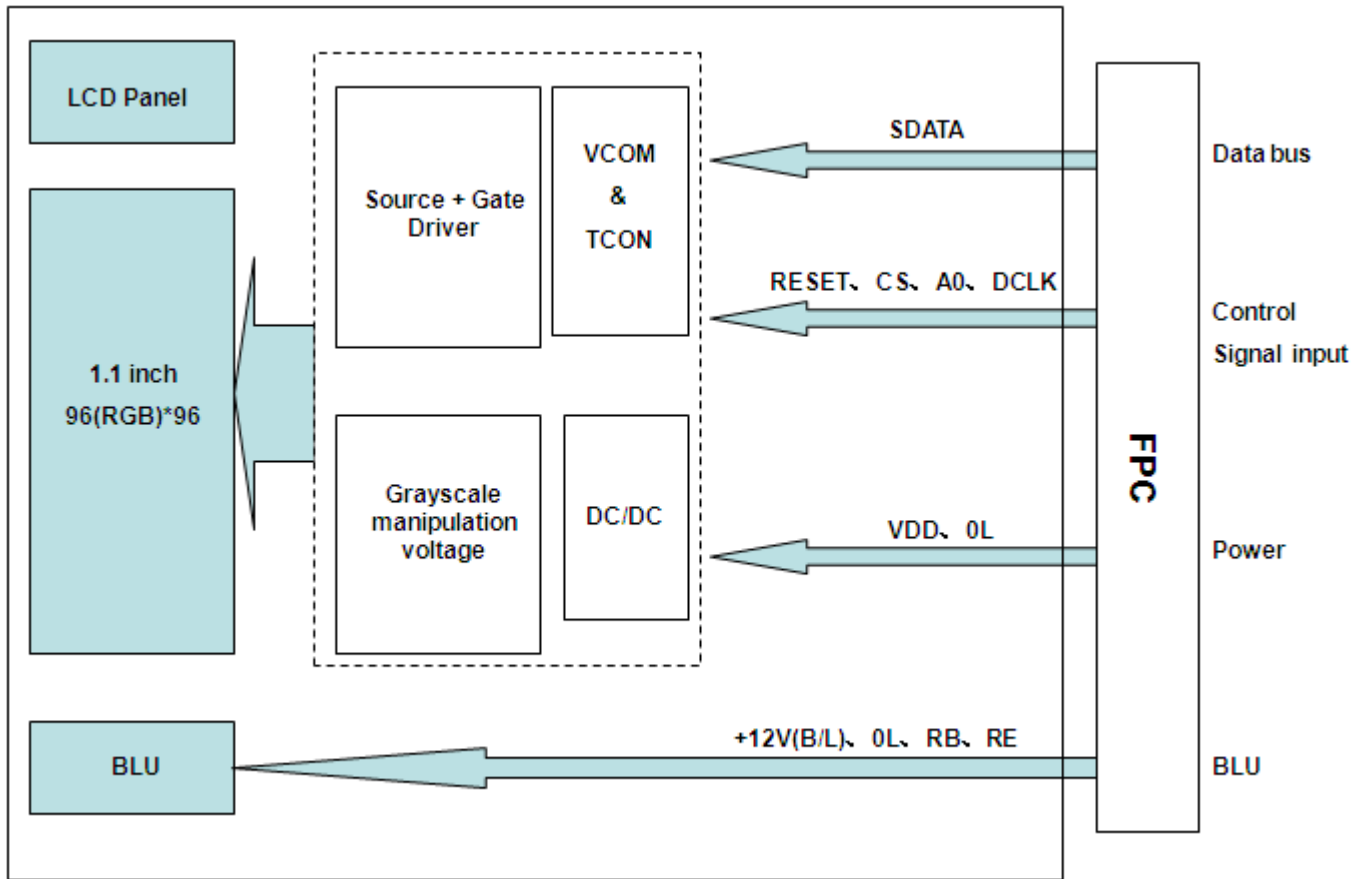 LCD Panel
1.1 inch
96(RGB)*96
BLU
Source + Gate
Driver
VCOM
&
TCON
Grayscale
manipulation
voltage
DC/DC
SDATA
RESET、CS、A0、DCLK
VDD、0L
+12V(B/L)、0L、RB、RE
FPC
Data bus
Control
Signal input
Power
BLU